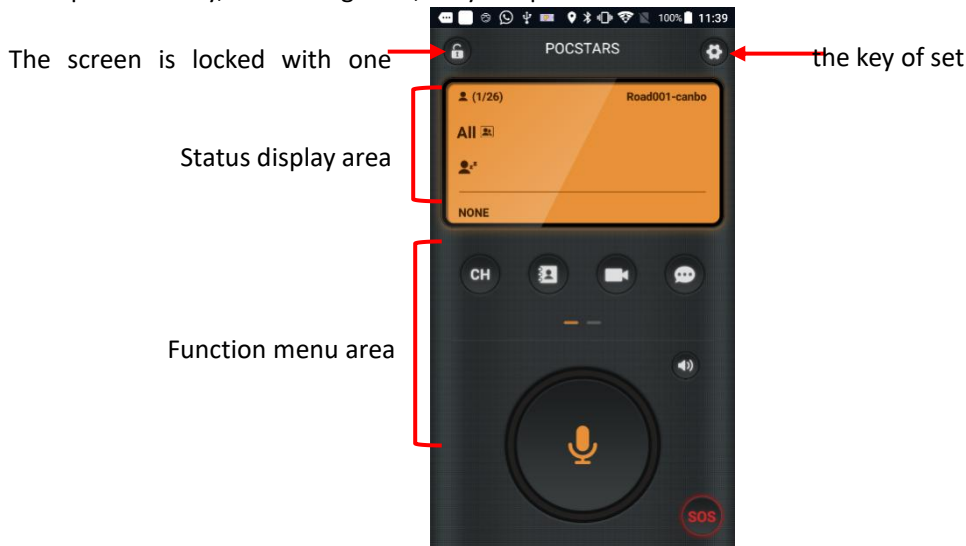 100% 11:39
The screen is locked with one
POCSTARS
the key of set
(1/26) Road001-canbo
All
Status display area
NONE
CH
Function menu area
SOS